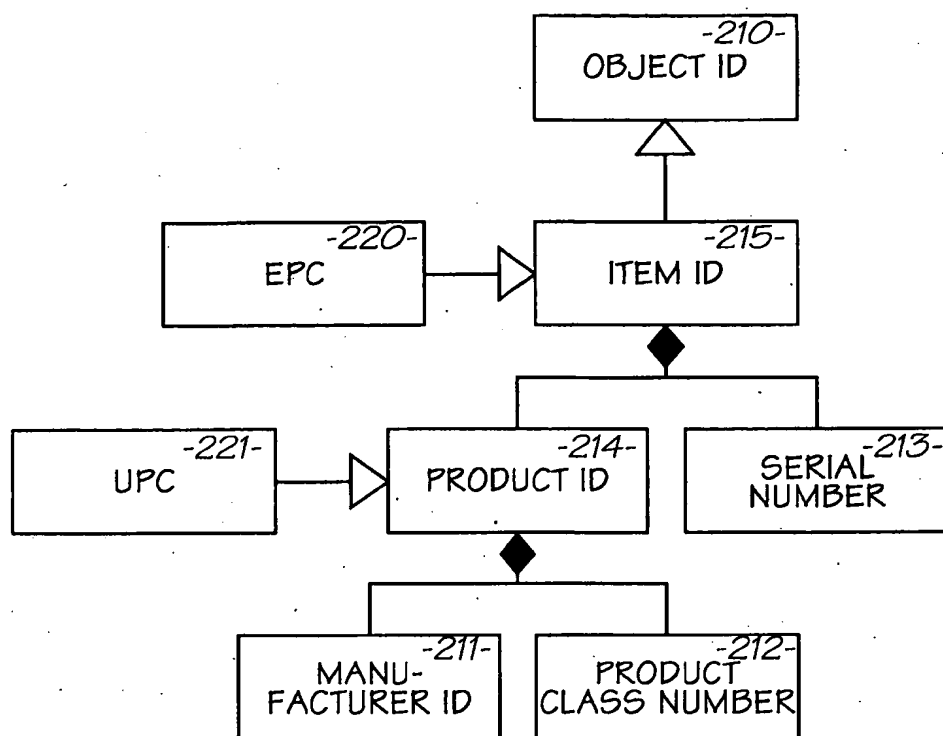 -210-
OBJECT ID
-220-
EPC
-215-
ITEM ID
-221-
UPC
-214-
PRODUCT ID
-213-
SERIAL
NUMBER
-211-
MANU-
FACTURER ID
-212-
PRODUCT
CLASS NUMBER